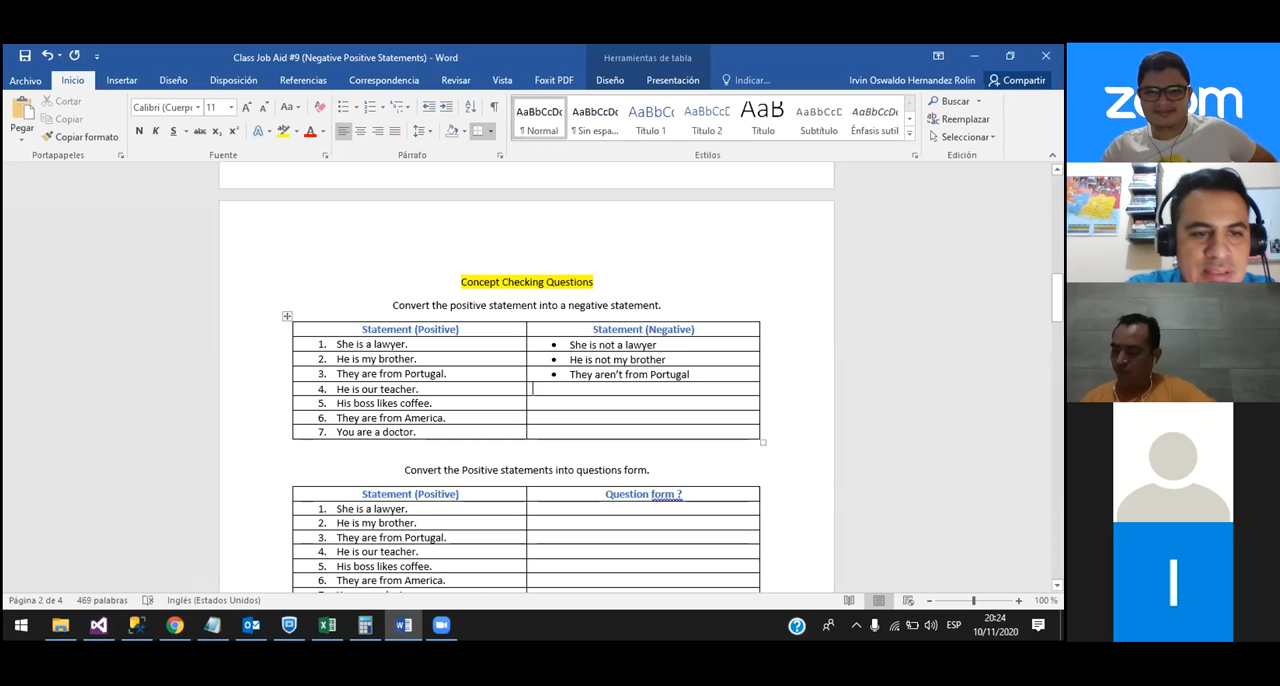 Class Job Aid #9 (Negative Positive Statements) - Word
Herramientas de tabla
Archivo Inicio Insertar Diseño Disposición Referencias Correspondencia Revisar Vista Foxit PDF Diseño Presentación Indicar... Irvin Oswaldo Hernandez Rolin Compartir
Pegar
Cortar
Copiar
Copiar formato
Calibri (Cuerpo 11
Portapapeles
Fuente
Párrafo
AaBbCcDc AaBbCcDc AaBbCc AaBbCcC AaB AaBbCcC AaBbCcDc
¶ Normal ¶ Sin espa... Título 1 Título 2 Título Subtítulo Énfasis sutil
Estilos
Buscar
Reemplazar
Seleccionar
Edición
Concept Checking Questions
Convert the positive statement into a negative statement.
Statement (Positive) Statement (Negative)
1. She is a lawyer. • She is not a lawyer
2. He is my brother. • He is not my brother
3. They are from Portugal. • They aren't from Portugal
4. He is our teacher.
5. His boss likes coffee.
6. They are from America.
7. You are a doctor.
Convert the Positive statements into questions form.
Statement (Positive) Question form ?
1. She is a lawyer.
2. He is my brother.
3. They are from Portugal.
4. He is our teacher.
5. His boss likes coffee.
6. They are from America.
Página 2 de 4 469 palabras Inglés (Estados Unidos) 100 %
ESP
20:24
10/11/2020
zoom
I